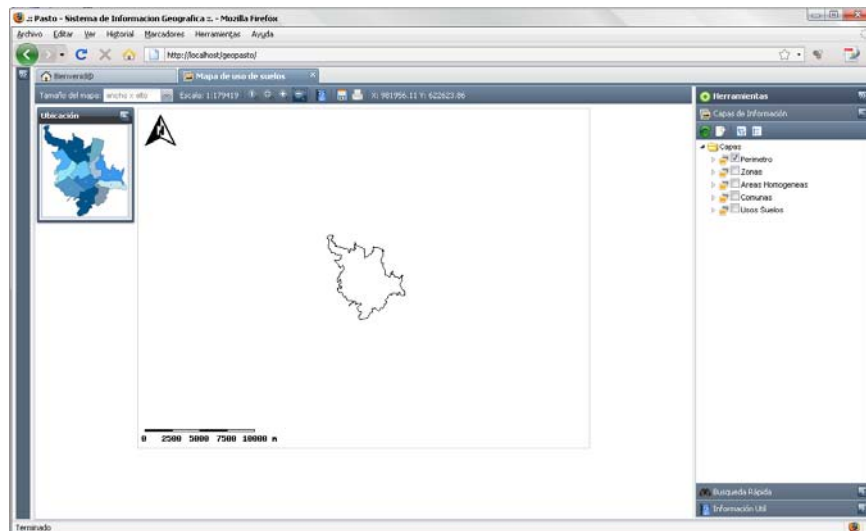 .:: Pasto - Sistema de Informacion Geografica ::. - Mozilla Firefox
Archivo Editar Ver Historial Marcadores Herramientas Ayuda
http://localhost/geopasto/
Bienvenid@ Mapa de uso de suelos
Tamaño del mapa: ancho x alto Escala: 1:179419 X: 981956.11 Y: 622623.86
Ubicación
0 2500 5000 7500 10000 m
Herramientas
Capas de Información
Capas
Perimetro
Zonas
Areas Homogeneas
Comunas
Usos Suelos
Busqueda Rápida
Información Util
Terminado